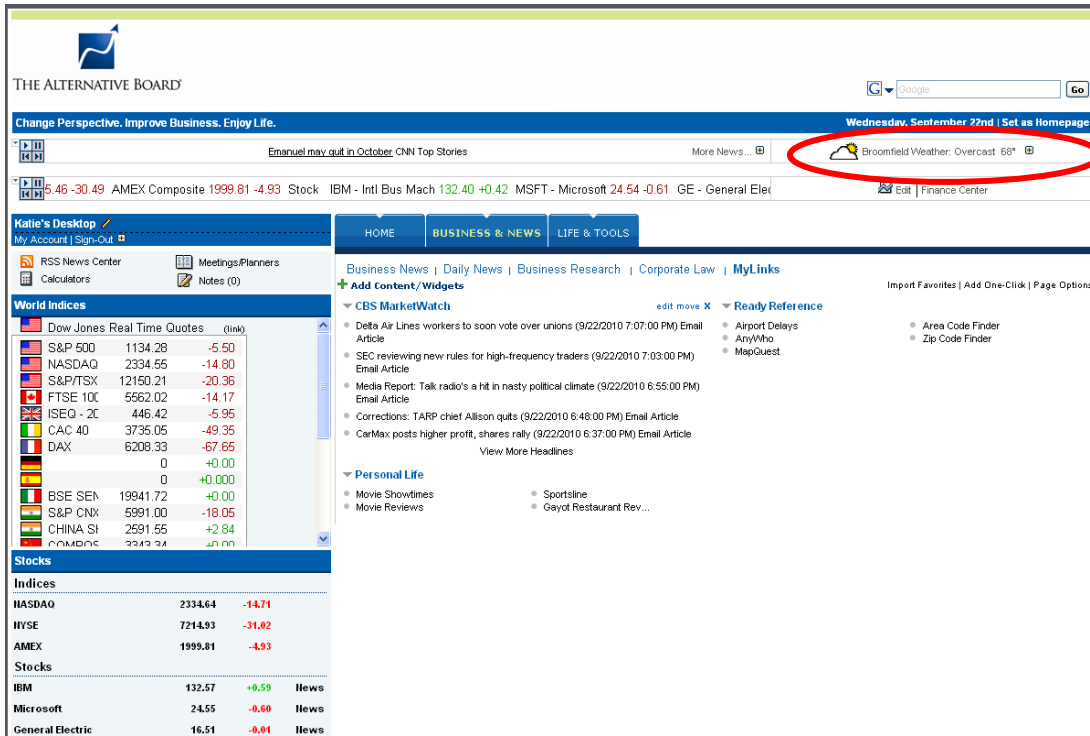 THE ALTERNATIVE BOARD®
G Google Go
Change Perspective. Improve Business. Enjoy Life.
Wednesday, September 22nd | Set as Homepage
Emanuel may quit in October CNN Top Stories
More News...
Broomfield Weather: Overcast 68°
5.46 -30.49 AMEX Composite 1999.81 -4.93 Stock IBM - Intl Bus Mach 132.40 +0.42 MSFT - Microsoft 24.54 -0.61 GE - General Elec
Edit | Finance Center
Katie's Desktop
My Account | Sign-Out
RSS News Center
Meetings/Planners
Calculators
Notes (0)
World Indices
Dow Jones Real Time Quotes (link)
S&P 500 1134.28 -5.50
NASDAQ 2334.55 -14.80
S&P/TSX 12150.21 -20.36
FTSE 100 5562.02 -14.17
ISEQ - 20 446.42 -5.95
CAC 40 3735.05 -49.35
DAX 6208.33 -67.65
0 +0.00
0 +0.000
BSE SEN 19941.72 +0.00
S&P CNX 5991.00 -18.05
CHINA SH 2591.55 +2.84
COMPOS 3343.34 +0.00
Stocks
Indices
NASDAQ 2334.64 -14.71
NYSE 7214.93 -31.02
AMEX 1999.81 -4.93
Stocks
IBM 132.57 +0.59 News
Microsoft 24.55 -0.60 News
General Electric 16.51 -0.01 News
HOME
BUSINESS & NEWS
LIFE & TOOLS
Business News | Daily News | Business Research | Corporate Law | MyLinks
Add Content/Widgets
Import Favorites | Add One-Click | Page Options
CBS MarketWatch
edit move X
Delta Air Lines workers to soon vote over unions (9/22/2010 7:07:00 PM) Email
Article
SEC reviewing new rules for high-frequency traders (9/22/2010 7:03:00 PM)
Email Article
Media Report: Talk radio's a hit in nasty political climate (9/22/2010 6:55:00 PM)
Email Article
Corrections: TARP chief Allison quits (9/22/2010 6:48:00 PM) Email Article
CarMax posts higher profit, shares rally (9/22/2010 6:37:00 PM) Email Article
View More Headlines
Ready Reference
Airport Delays
AnyWho
MapQuest
Area Code Finder
Zip Code Finder
Personal Life
Movie Showtimes
Movie Reviews
Sportsline
Gayot Restaurant Rev...